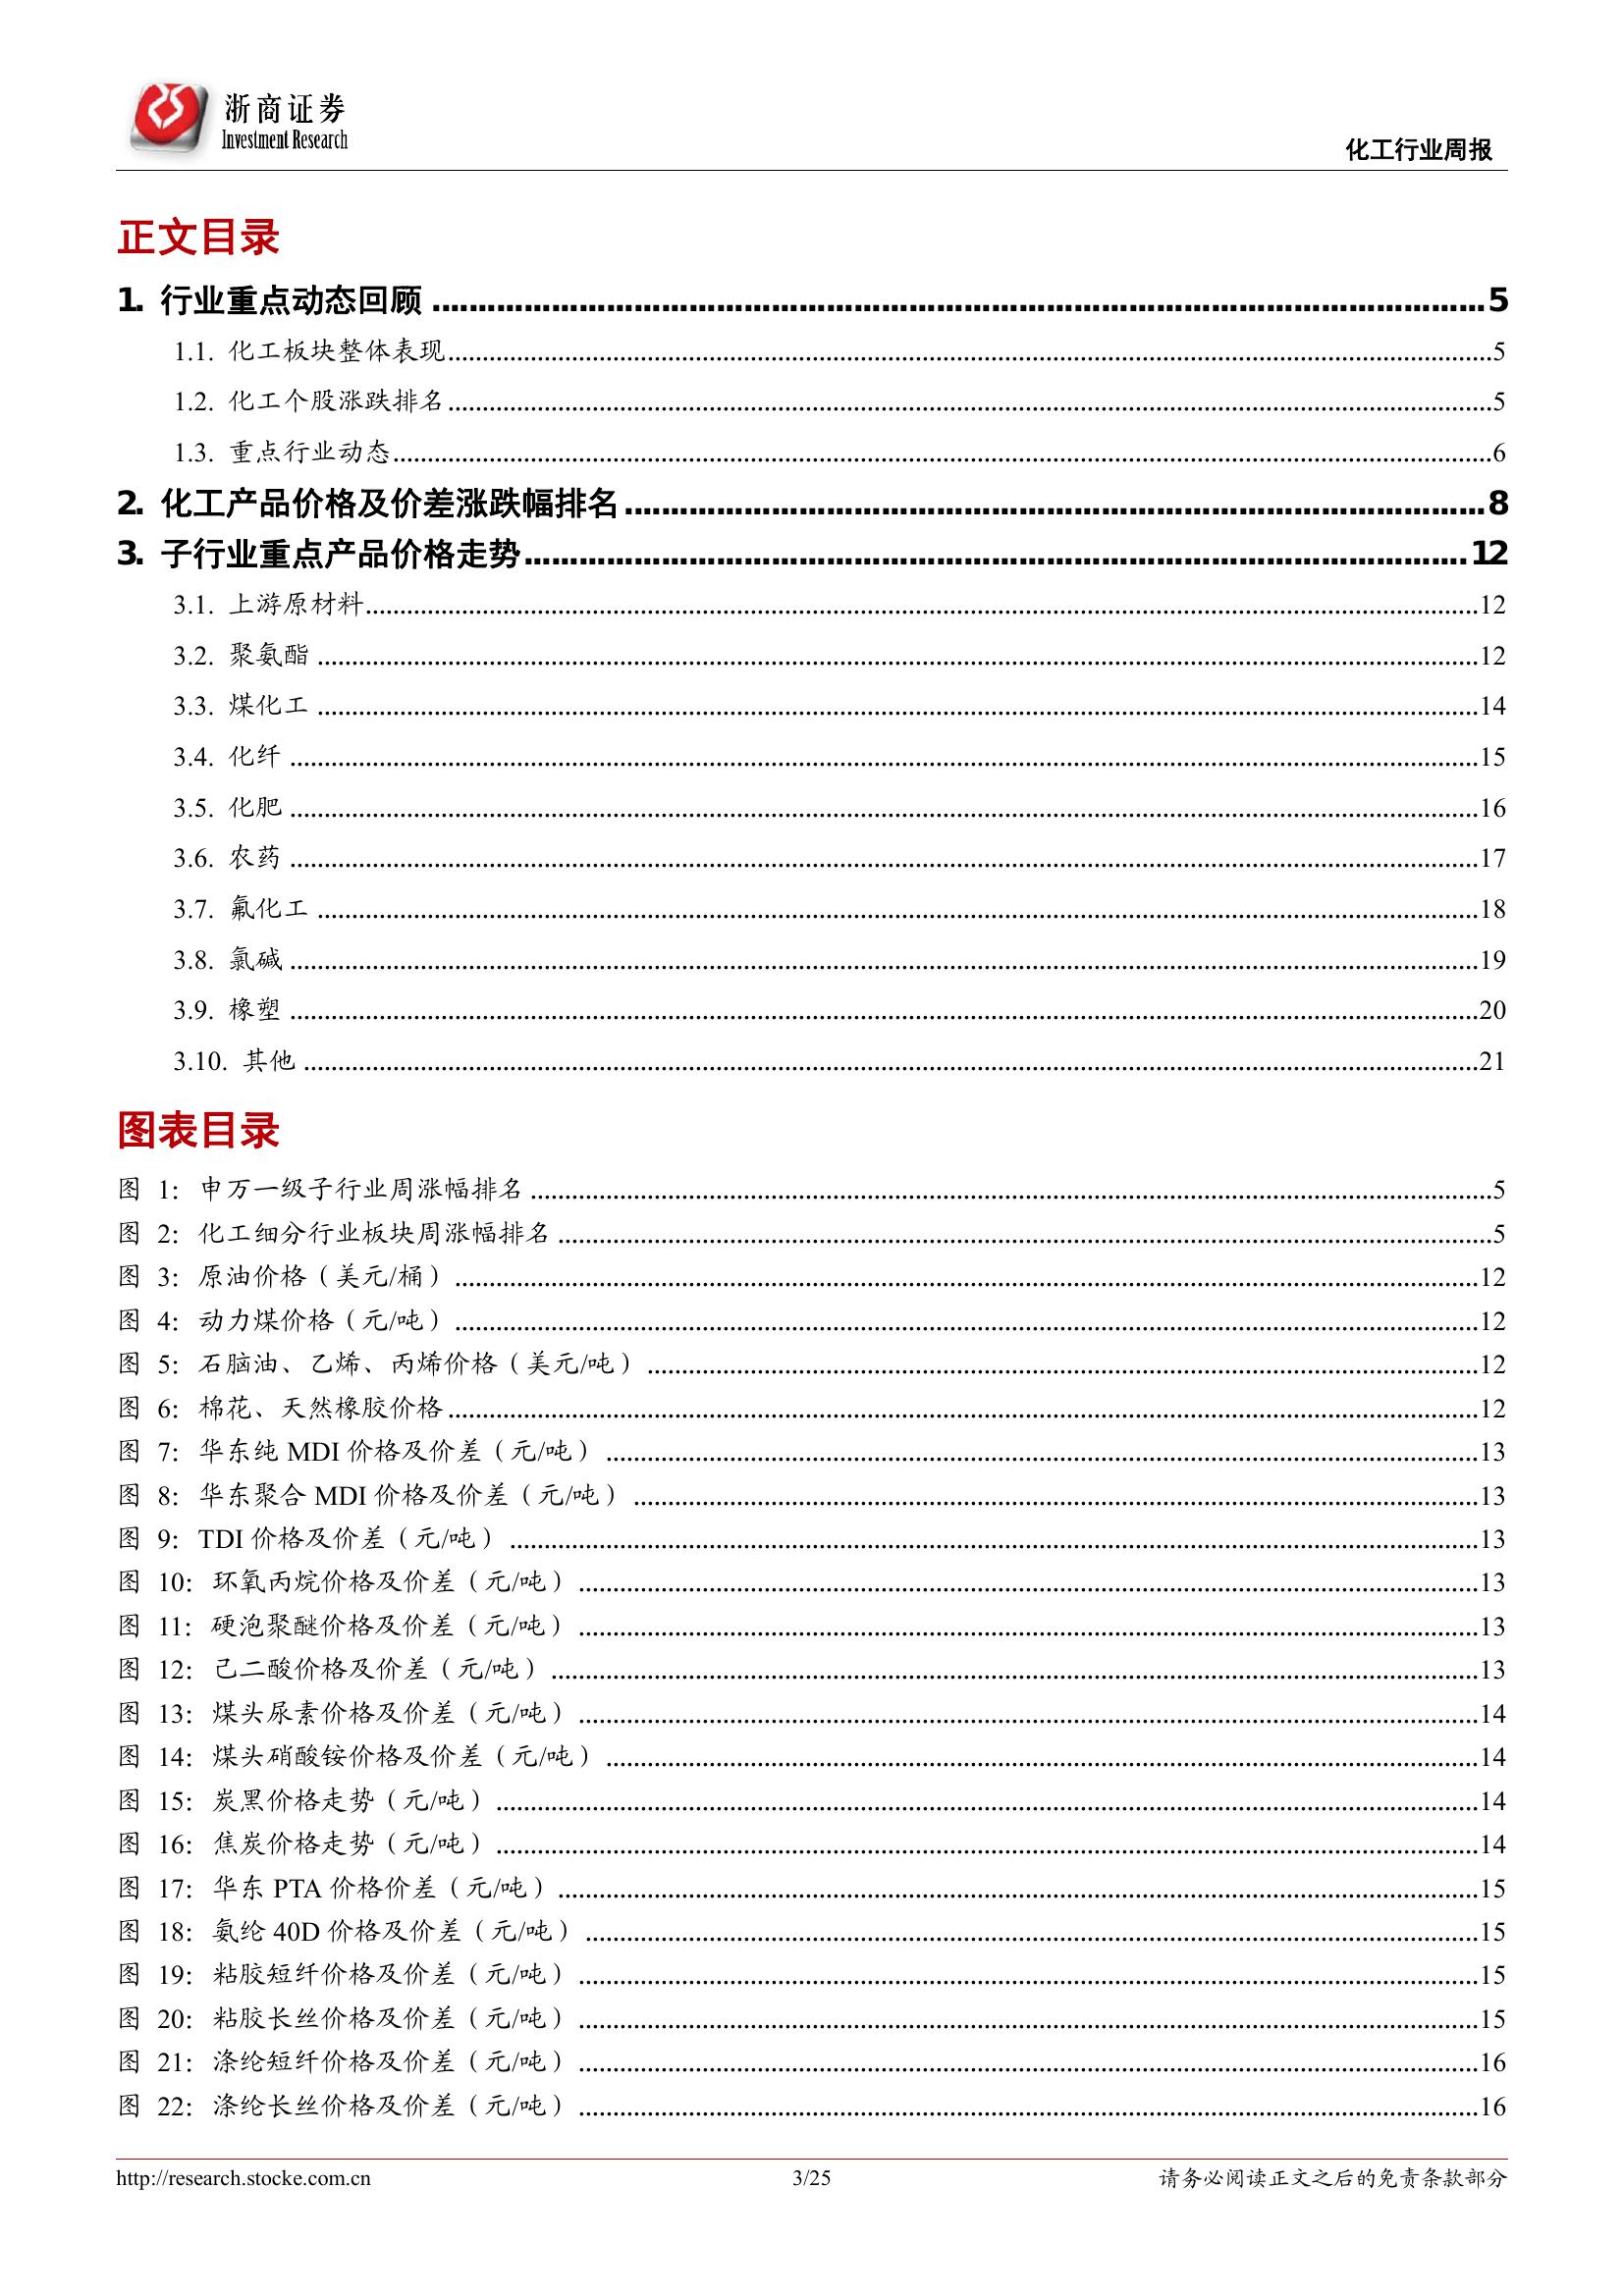 浙商证券
Investment Research
化工行业周报
正文目录
1. 行业重点动态回顾 5
1.1. 化工板块整体表现 5
1.2. 化工个股涨跌排名 5
1.3. 重点行业动态 6
2. 化工产品价格及价差涨跌幅排名 8
3. 子行业重点产品价格走势 12
3.1. 上游原材料 12
3.2. 聚氨酯 12
3.3. 煤化工 14
3.4. 化纤 15
3.5. 化肥 16
3.6. 农药 17
3.7. 氟化工 18
3.8. 氯碱 19
3.9. 橡塑 20
3.10. 其他 21
图表目录
图 1: 申万一级子行业周涨幅排名 5
图 2: 化工细分行业板块周涨幅排名 5
图 3: 原油价格（美元/桶） 12
图 4: 动力煤价格（元/吨） 12
图 5: 石脑油、乙烯、丙烯价格（美元/吨） 12
图 6: 棉花、天然橡胶价格 12
图 7: 华东纯 MDI 价格及价差（元/吨） 13
图 8: 华东聚合 MDI 价格及价差（元/吨） 13
图 9: TDI 价格及价差（元/吨） 13
图 10: 环氧丙烷价格及价差（元/吨） 13
图 11: 硬泡聚醚价格及价差（元/吨） 13
图 12: 己二酸价格及价差（元/吨） 13
图 13: 煤头尿素价格及价差（元/吨） 14
图 14: 煤头硝酸铵价格及价差（元/吨） 14
图 15: 炭黑价格走势（元/吨） 14
图 16: 焦炭价格走势（元/吨） 14
图 17: 华东 PTA 价格价差（元/吨） 15
图 18: 氨纶 40D 价格及价差（元/吨） 15
图 19: 粘胶短纤价格及价差（元/吨） 15
图 20: 粘胶长丝价格及价差（元/吨） 15
图 21: 涤纶短纤价格及价差（元/吨） 16
图 22: 涤纶长丝价格及价差（元/吨） 16
http://research.stocke.com.cn 3/25 请务必阅读正文之后的免责条款部分